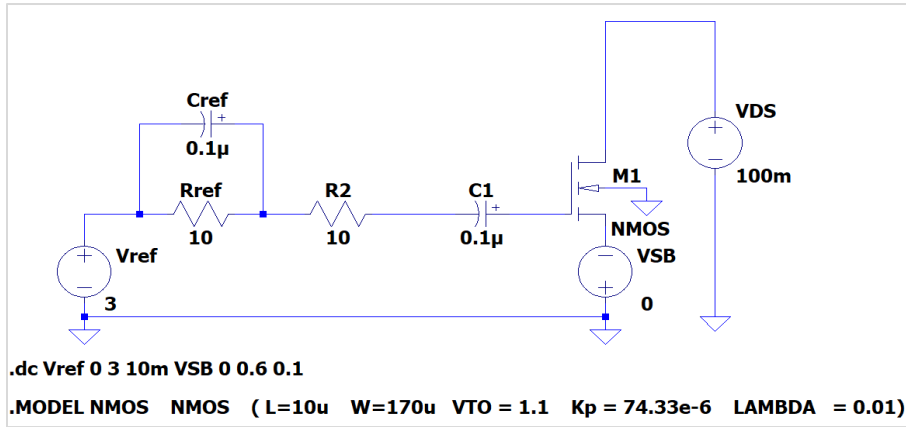 Cref
0.1µ
VDS
100m
Rref
10
R2
10
C1
0.1µ
M1
NMOS
Vref
3
VSB
0
.dc Vref 0 3 10m VSB 0 0.6 0.1
.MODEL NMOS NMOS ( L=10u W=170u VTO = 1.1 Kp = 74.33e-6 LAMBDA = 0.01)